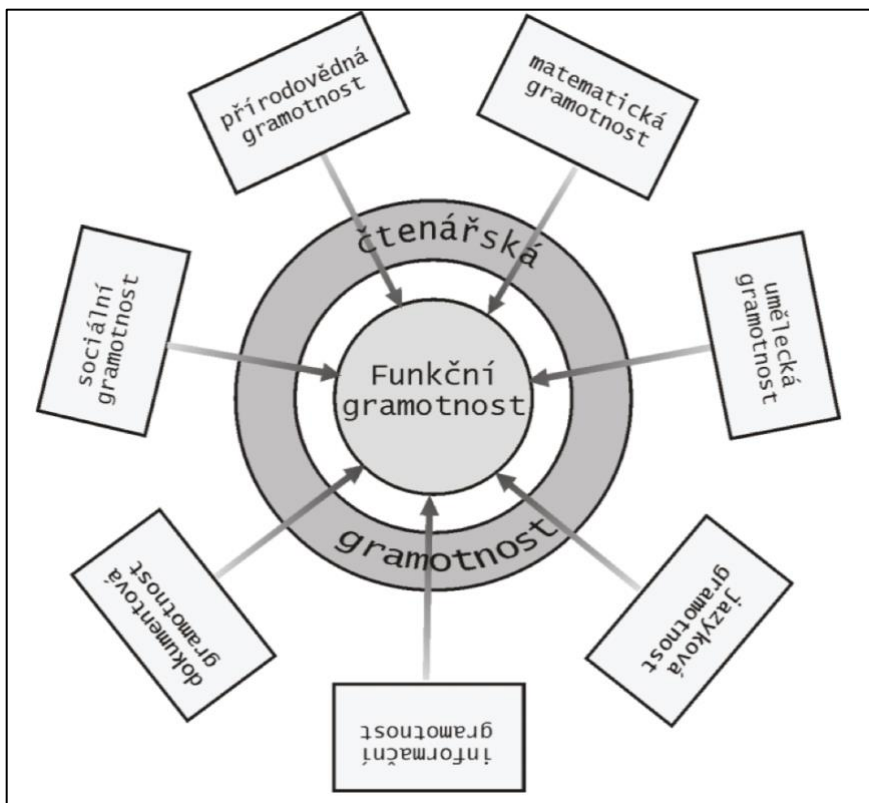 přírodovědná
gramotnost
matematická
gramotnost
čtenářská
sociální
gramotnost
umělecká
gramotnost
Funkční
gramotnost
gramotnost
dokumentová
gramotnost
jazyková
gramotnost
informační
gramotnost